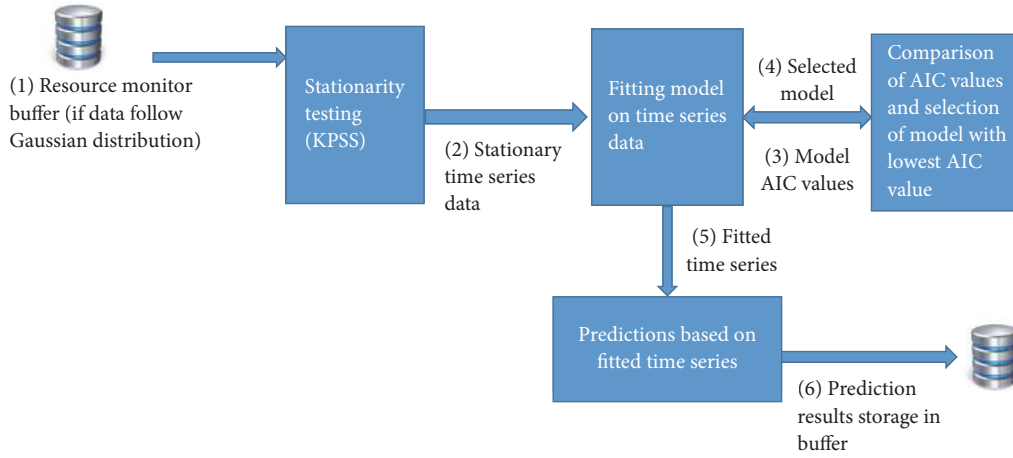 (1) Resource monitor
buffer (if data follow
Gaussian distribution)
Stationarity
testing
(KPSS)
(2) Stationary
time series
data
Fitting model
on time series
data
(4) Selected
model
(3) Model
AIC values
Comparison
of AIC values
and selection
of model with
lowest AIC
value
(5) Fitted
time series
Predictions based on
fitted time series
(6) Prediction
results storage in
buffer